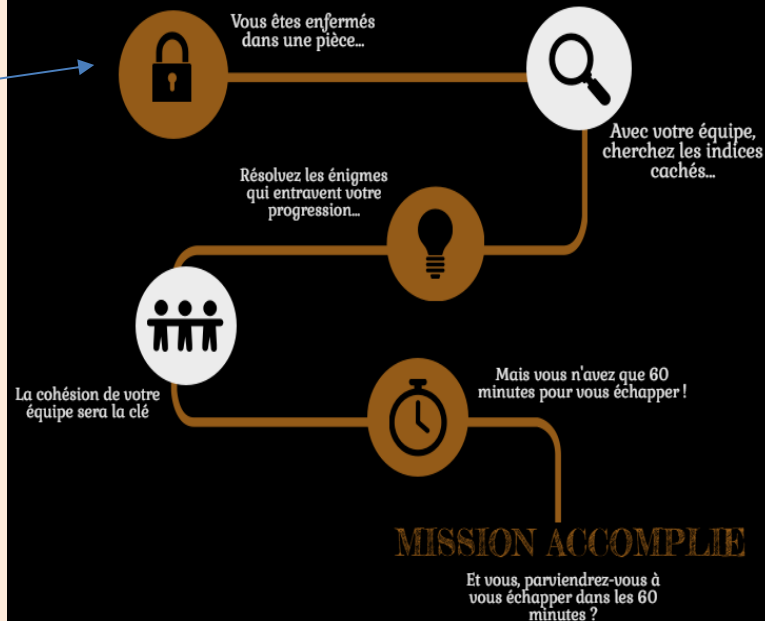 Vous êtes enfermés
dans une pièce...
Avec votre équipe,
cherchez les indices
cachés...
Résolvez les énigmes
qui entravent votre
progression...
La cohésion de votre
équipe sera la clé
Mais vous n'avez que 60
minutes pour vous échapper !
MISSION ACCOMPLIE
Et vous, parviendrez-vous à
vous échapper dans les 60
minutes ?